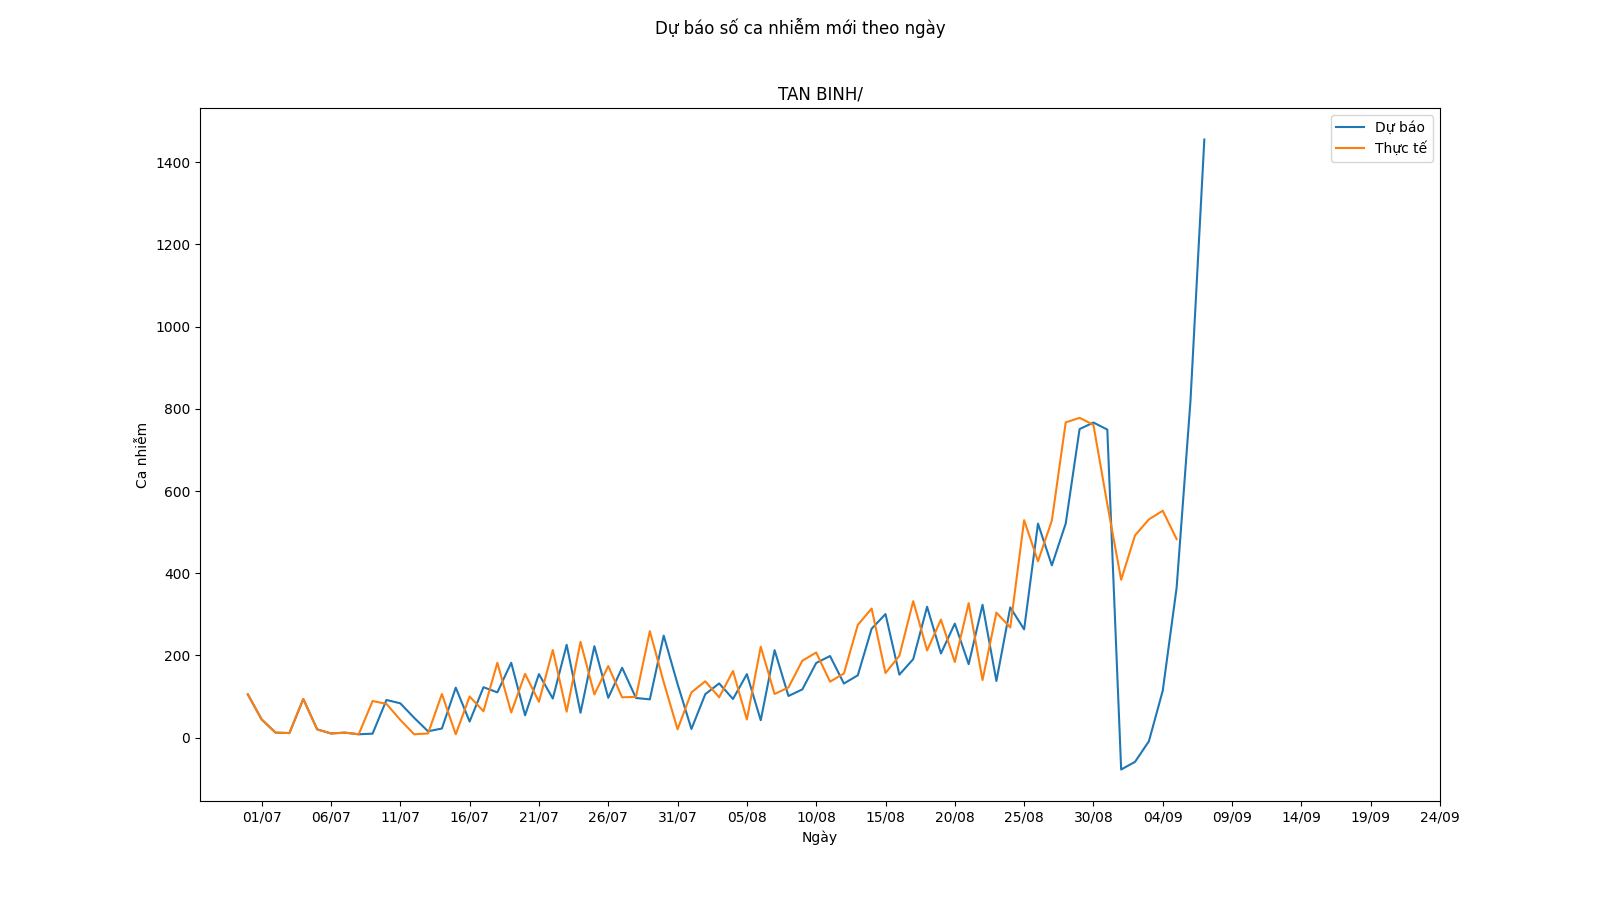 Dự báo số ca nhiễm mới theo ngày
TAN BINH/
Dự báo
Thực tế
1400
1200
1000
800
600
400
200
0
Ca nhiễm
01/07 06/07 11/07 16/07 21/07 26/07 31/07 05/08 10/08 15/08 20/08 25/08 30/08 04/09 09/09 14/09 19/09 24/09
Ngày